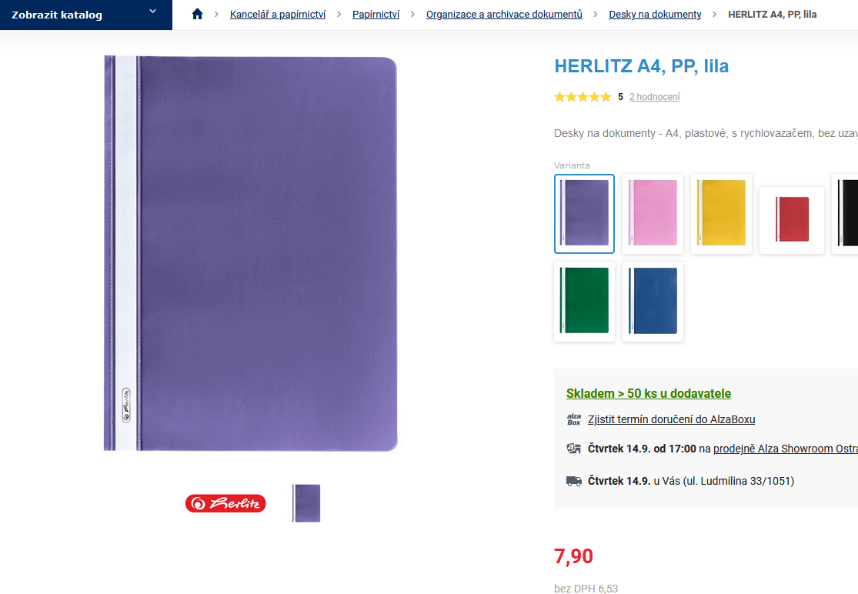 Zobrazit katalog
Kancelář a papírnictví > Papírnictví > Organizace a archivace dokumentů > Desky na dokumenty > HERLITZ A4, PP, lila
HERLITZ A4, PP, lila
5 2 hodnocení
Desky na dokumenty - A4, plastové, s rychlovazačem, bez uzav
Varianta
Skladem > 50 ks u dodavatele
alza Box Zjistit termín doručení do AlzaBoxu
Čtvrtek 14.9. od 17:00 na prodejně Alza Showroom Ostra
Čtvrtek 14.9. u Vás (ul. Ludmilina 33/1051)
Herlitz
Herlitz
7,90
bez DPH 6,53